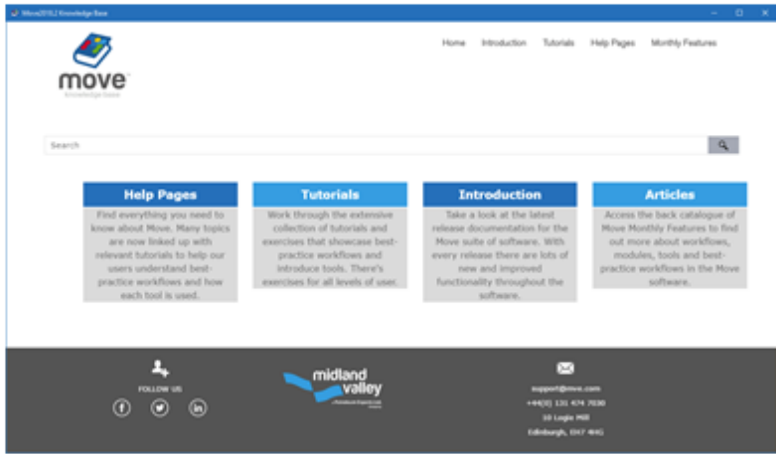 Move2019.1 Knowledge Base
move
knowledge base
Home Introduction Tutorials Help Pages Monthly Features
Search
Help Pages
Find everything you need to
know about Move. Many topics
are now linked up with
relevant tutorials to help our
users understand best-
practice workflows and how
each tool is used.
Tutorials
Work through the extensive
collection of tutorials and
exercises that showcase best-
practice workflows and
introduce tools. There's
exercises for all levels of user.
Introduction
Take a look at the latest
release documentation for the
Move suite of software. With
every release there are lots of
new and improved
functionality throughout the
software.
Articles
Access the back catalogue of
Move Monthly Features to find
out more about workflows,
modules, tools and best-
practice workflows in the Move
software.
FOLLOW US
midland
valley
support@mve.com
+44(0) 131 474 7030
10 Logie Mill
Edinburgh, EH7 4HG